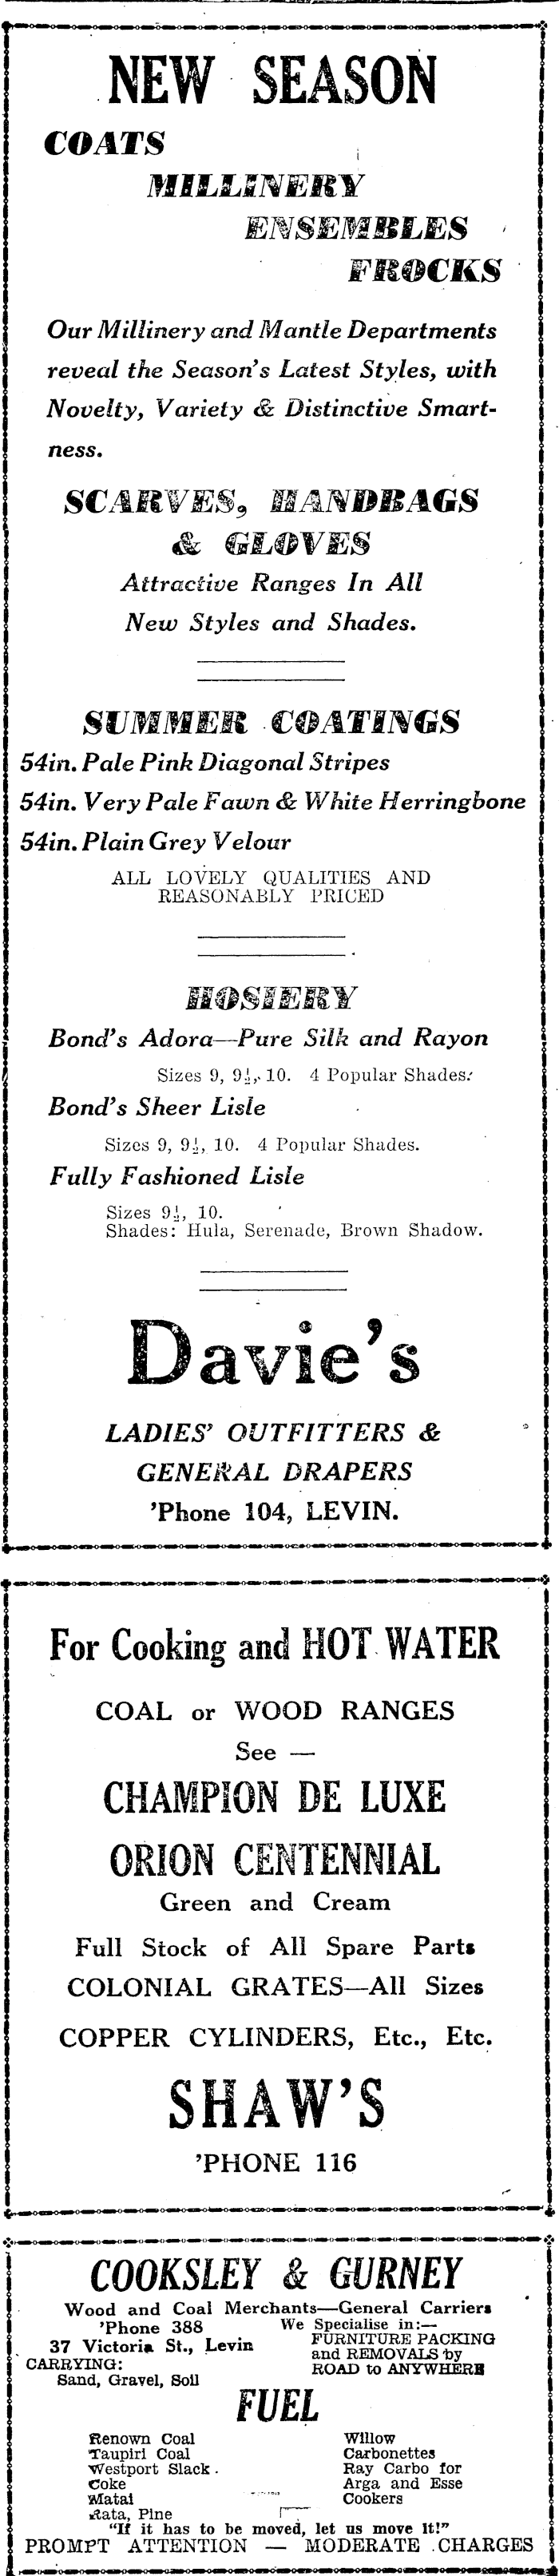 NEW SEASON
COATS
MILLINERY
ENSEMBLES
FROCKS
Our Millinery and Mantle Departments
reveal the Season's Latest Styles, with
Novelty, Variety & Distinctive Smart-
ness.
SCARVES, HANDBAGS
& GLOVES
Attractive Ranges In All
New Styles and Shades.
SUMMER COATINGS
54in. Pale Pink Diagonal Stripes
54in. Very Pale Fawn & White Herringbone
54in. Plain Grey Velour
ALL LOVELY QUALITIES AND
REASONABLY PRICED
HOSIERY
Bond's Adora—Pure Silk and Rayon
Sizes 9, 9½, 10. 4 Popular Shades.
Bond's Sheer Lisle
Sizes 9, 9½, 10. 4 Popular Shades.
Fully Fashioned Lisle
Sizes 9½, 10.
Shades: Hula, Serenade, Brown Shadow.
Davie's
LADIES' OUTFITTERS &
GENERAL DRAPERS
'Phone 104, LEVIN.
For Cooking and HOT WATER
COAL or WOOD RANGES
See —
CHAMPION DE LUXE
ORION CENTENNIAL
Green and Cream
Full Stock of All Spare Parts
COLONIAL GRATES—All Sizes
COPPER CYLINDERS, Etc., Etc.
SHAW'S
'PHONE 116
COOKSLEY & GURNEY
Wood and Coal Merchants—General Carriers
'Phone 388
37 Victoria St., Levin
CARRYING:
Sand, Gravel, Soil
We Specialise in:—
FURNITURE PACKING
and REMOVALS by
ROAD to ANYWHERE
FUEL
Renown Coal
Taupiri Coal
Westport Slack.
Coke
Matai
Rata, Pine
Willow
Carbonettes
Ray Carbo for
Arga and Esse
Cookers
"If it has to be moved, let us move it!"
PROMPT ATTENTION — MODERATE CHARGES